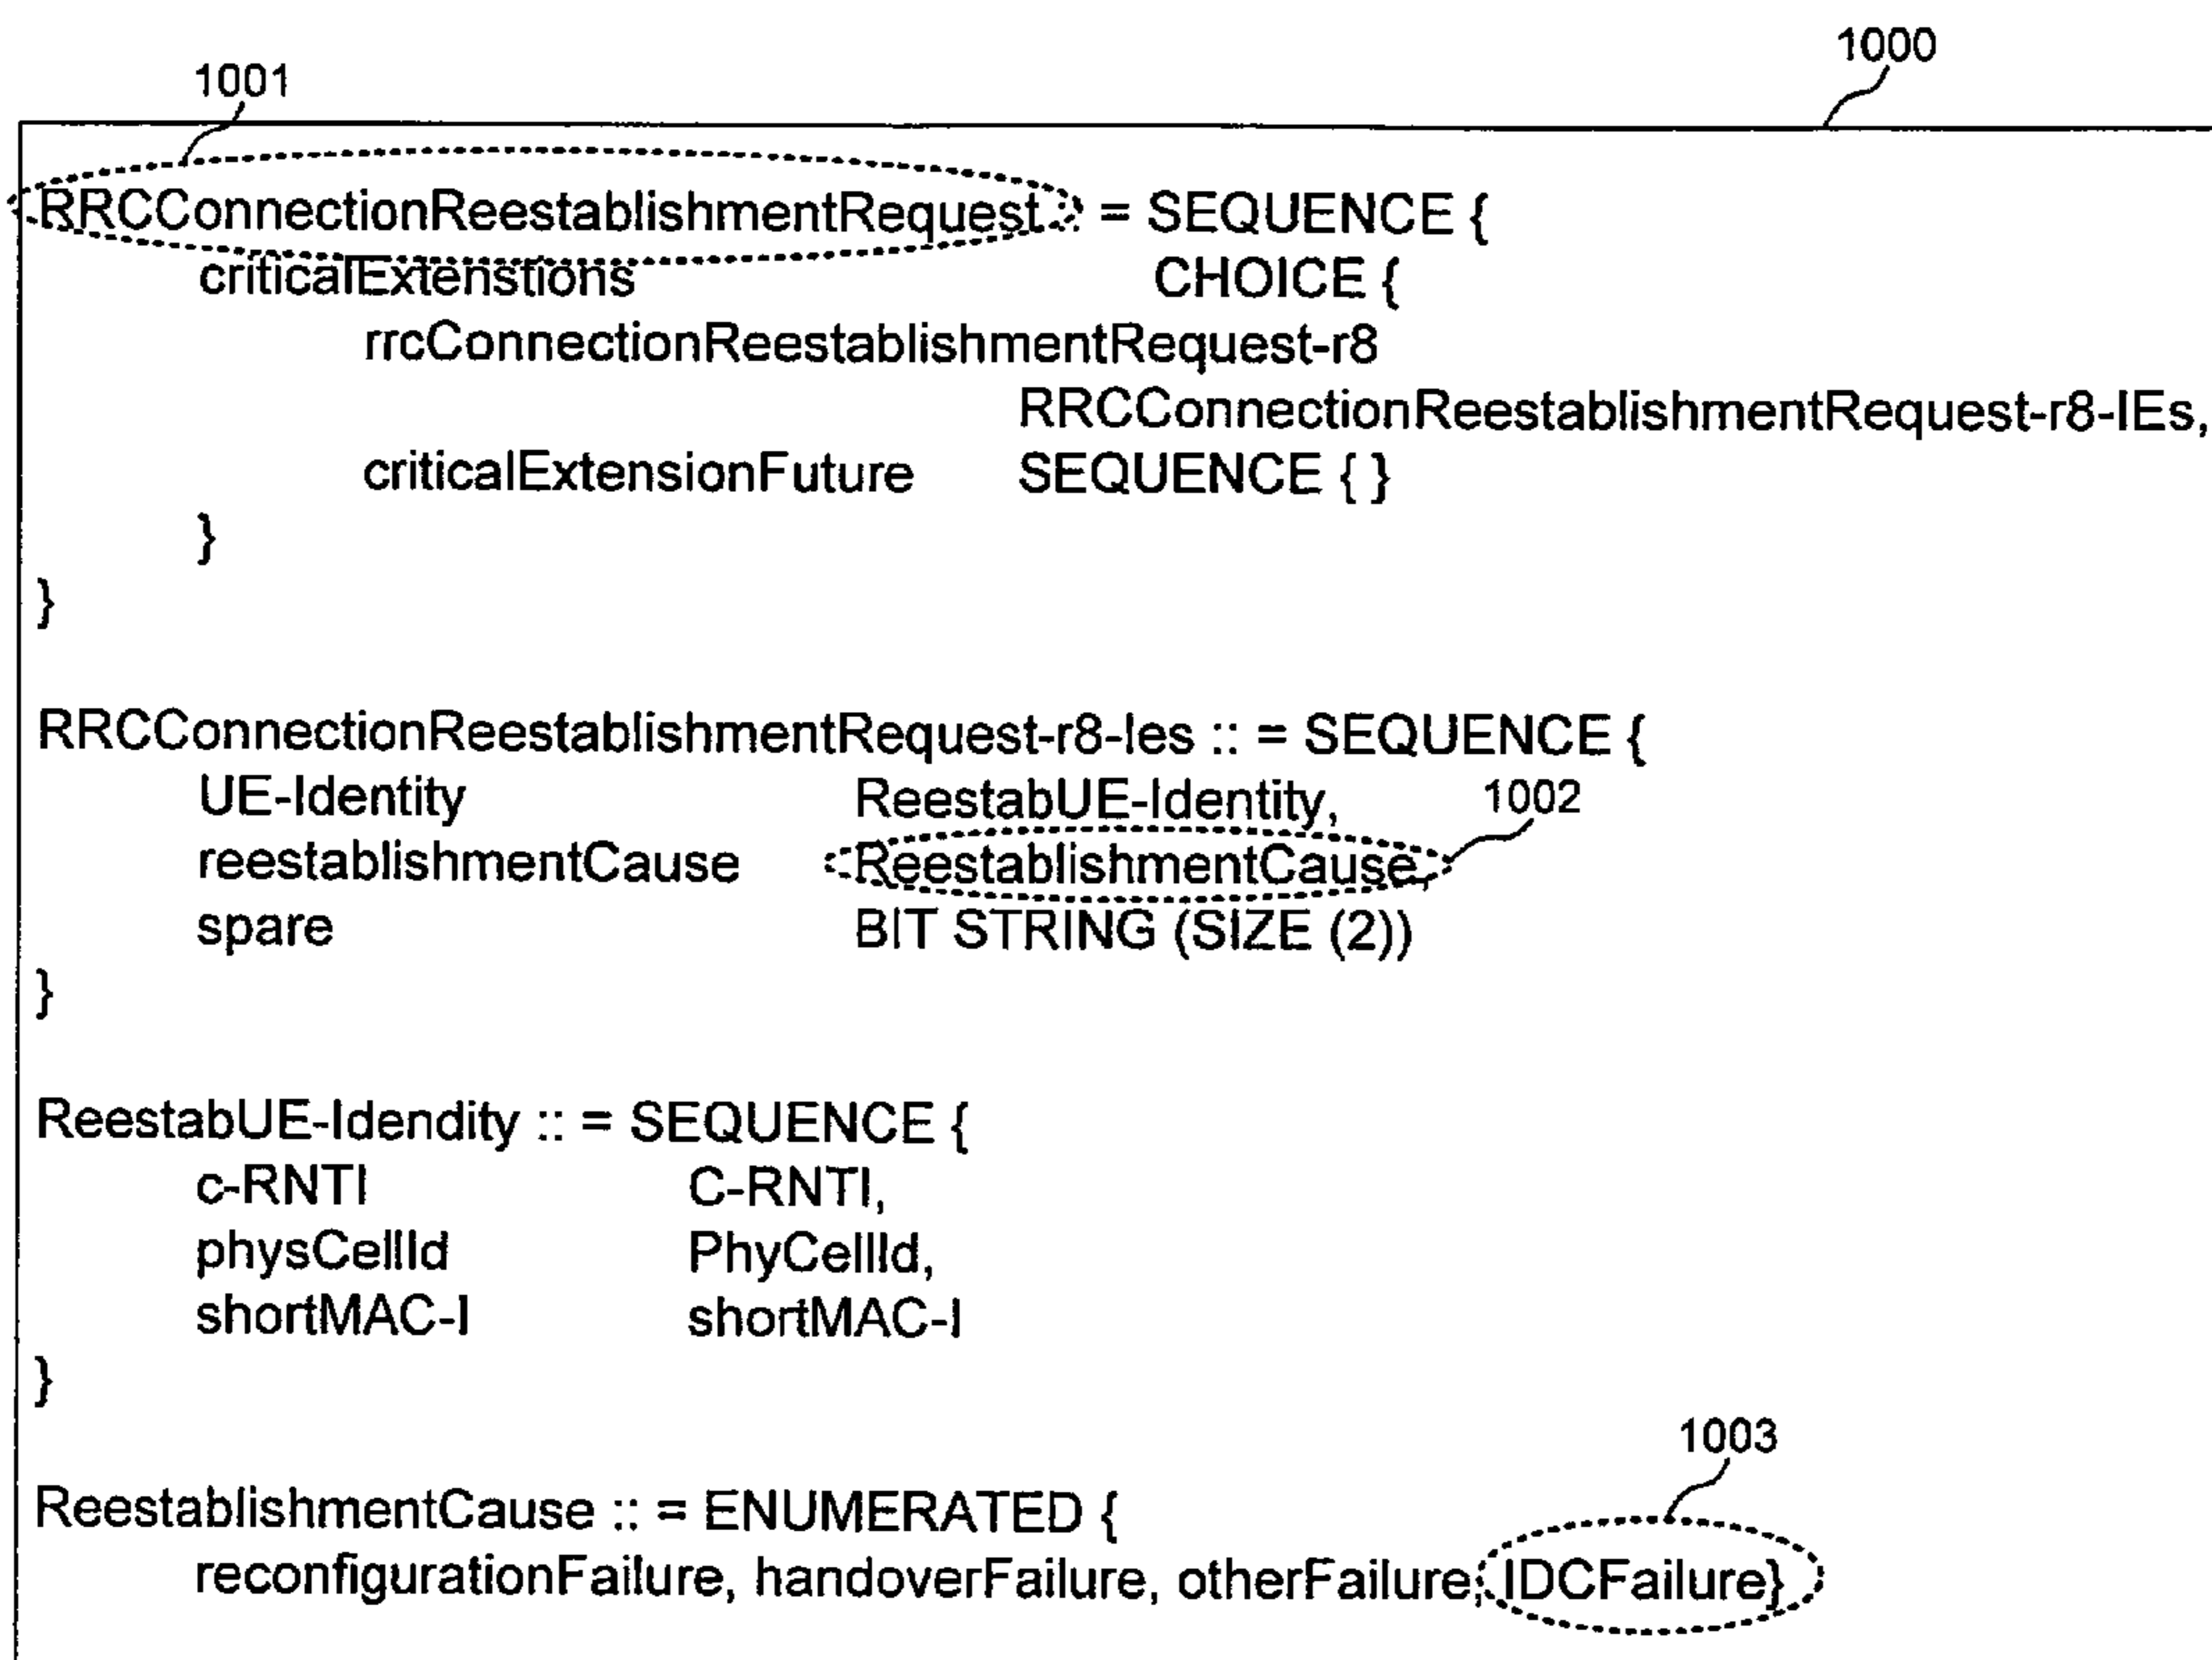 1000
1001
RRCConnectionReestablishmentRequest :: = SEQUENCE {
criticalExtenstions CHOICE {
rrcConnectionReestablishmentRequest-r8
RRCConnectionReestablishmentRequest-r8-IEs,
criticalExtensionFuture SEQUENCE { }
}
}
RRCConnectionReestablishmentRequest-r8-Ies :: = SEQUENCE {
UE-Identity ReestabUE-Identity,
1002
reestablishmentCause ReestablishmentCause,
spare BIT STRING (SIZE (2))
}
ReestabUE-Idendity :: = SEQUENCE {
c-RNTI C-RNTI,
physCellId PhyCellId,
shortMAC-I shortMAC-I
}
1003
ReestablishmentCause :: = ENUMERATED {
reconfigurationFailure, handoverFailure, otherFailure, IDCFailure}